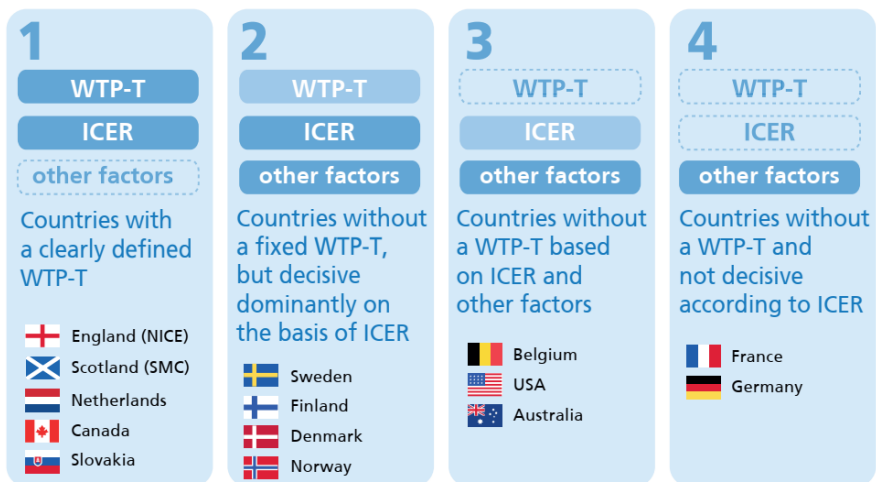 1
WTP-T
ICER
other factors
Countries with
a clearly defined
WTP-T
England (NICE)
Scotland (SMC)
Netherlands
Canada
Slovakia
2
WTP-T
ICER
other factors
Countries without
a fixed WTP-T,
but decisive
dominantly on
the basis of ICER
Sweden
Finland
Denmark
Norway
3
WTP-T
ICER
other factors
Countries without
a WTP-T based
on ICER and
other factors
Belgium
USA
Australia
4
WTP-T
ICER
other factors
Countries without
a WTP-T and
not decisive
according to ICER
France
Germany